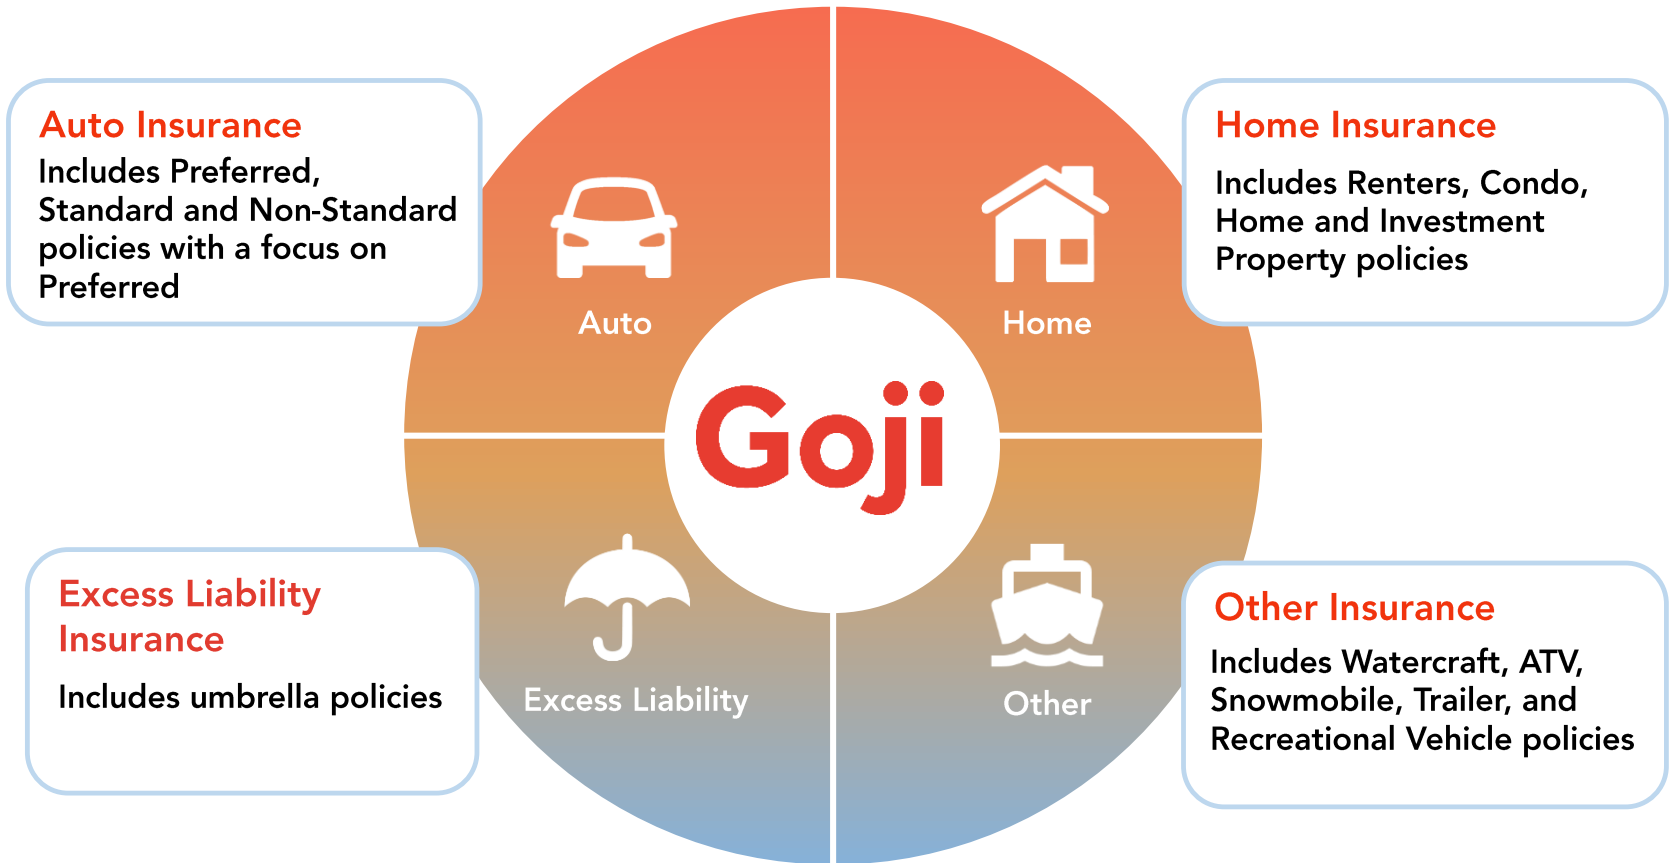 Auto Insurance
Includes Preferred,
Standard and Non-Standard
policies with a focus on
Preferred
Auto
Home
Home Insurance
Includes Renters, Condo,
Home and Investment
Property policies
Goji
Excess Liability
Insurance
Includes umbrella policies
Excess Liability
Other
Other Insurance
Includes Watercraft, ATV,
Snowmobile, Trailer, and
Recreational Vehicle policies